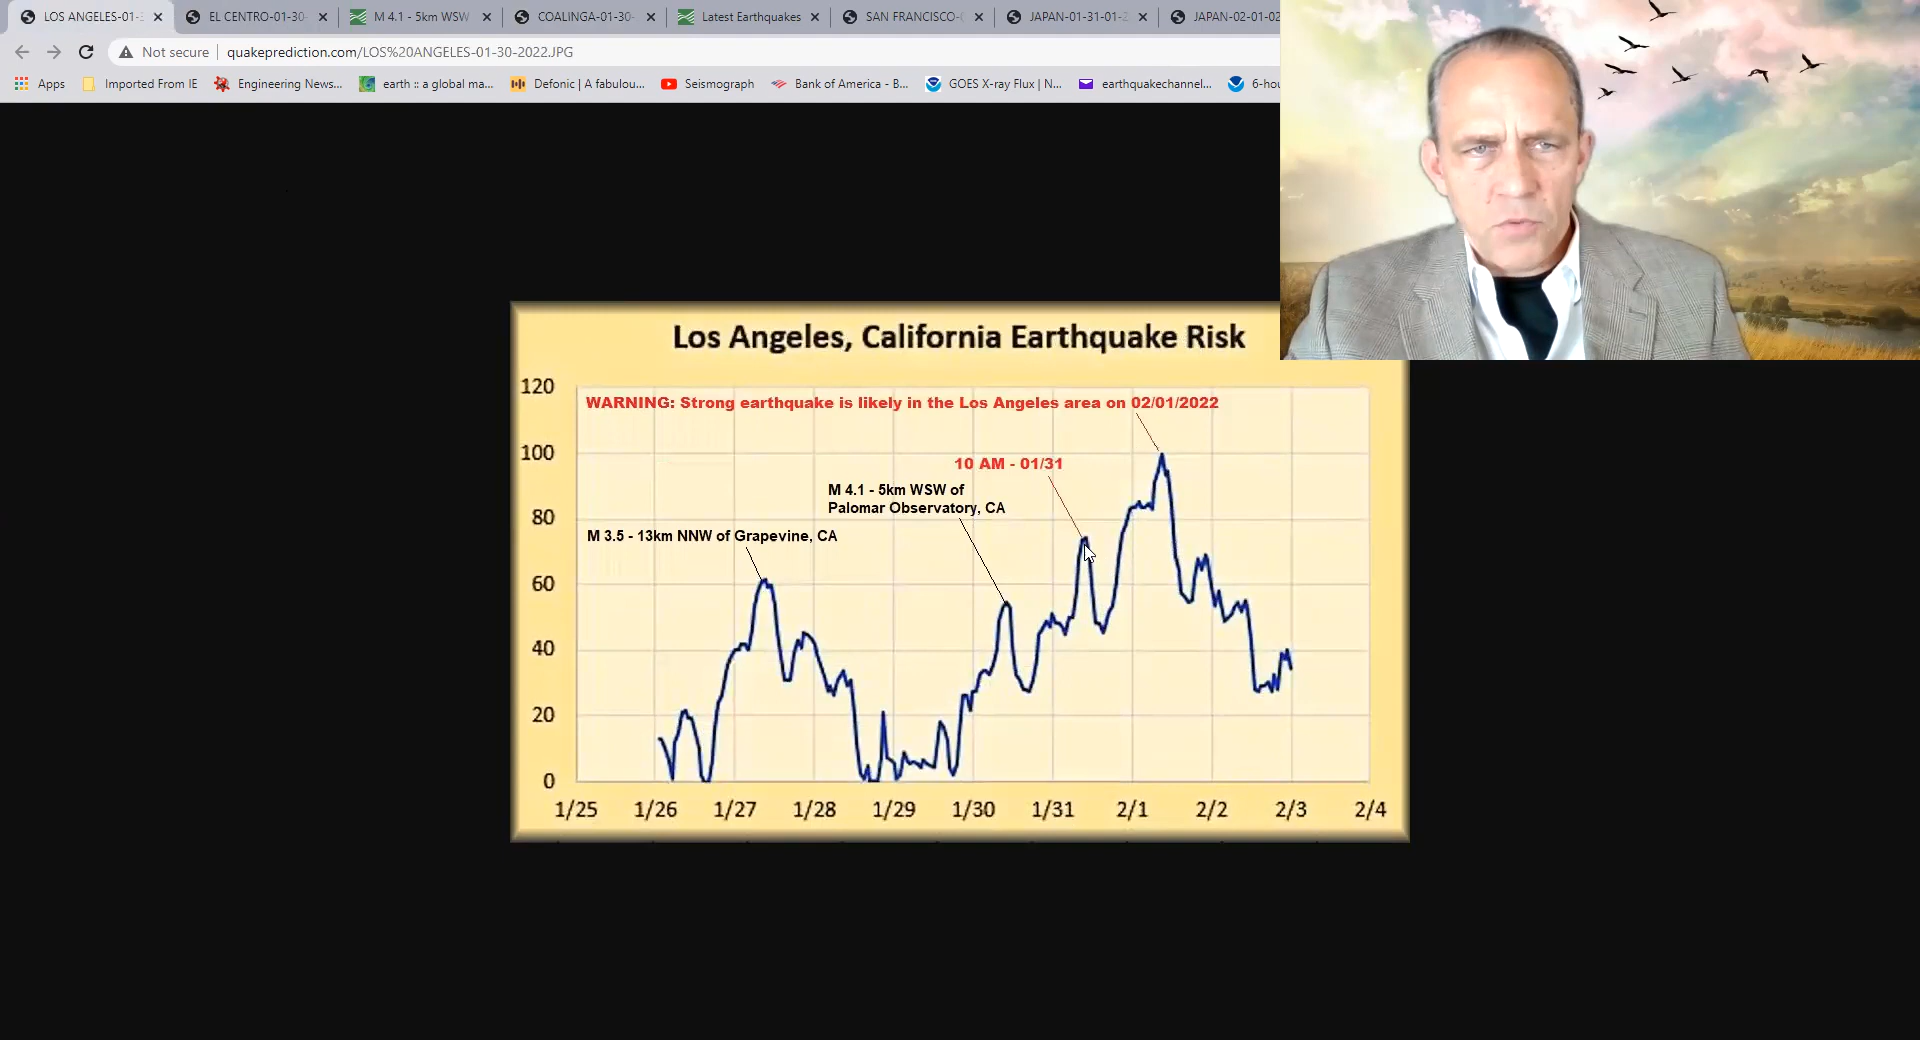 LOS ANGELES-01-3
EL CENTRO-01-30-
M 4.1 - 5km WSW
COALINGA-01-30-
Latest Earthquakes
SAN FRANCISCO-
JAPAN-01-31-01-2
JAPAN-02-01-02
Not secure
quakeprediction.com/LOS%20ANGELES-01-30-2022.JPG
Apps
Imported From IE
Engineering News...
earth :: a global ma...
Defonic | A fabulou...
Seismograph
Bank of America - B...
GOES X-ray Flux | N...
earthquakechannel...
6-hou
Los Angeles, California Earthquake Risk
120
WARNING: Strong earthquake is likely in the Los Angeles area on 02/01/2022
100
10 AM - 01/31
M 4.1 - 5km WSW of
Palomar Observatory, CA
80
M 3.5 - 13km NNW of Grapevine, CA
60
40
20
0
1/25 1/26 1/27 1/28 1/29 1/30 1/31 2/1 2/2 2/3 2/4